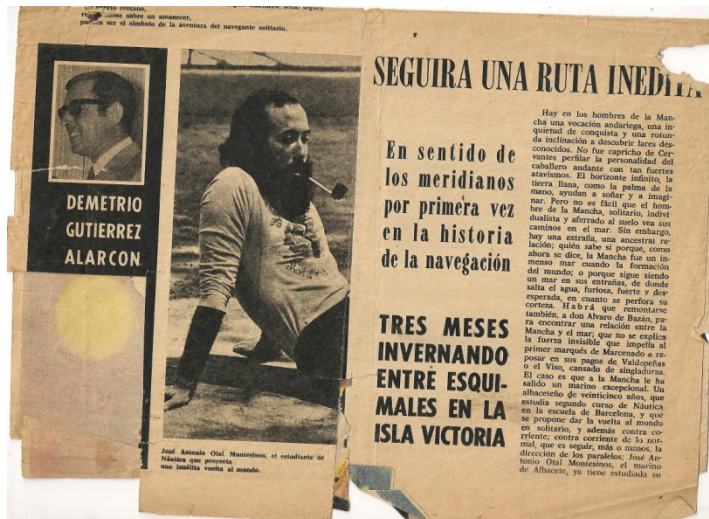 sobre un amanecer,
ser el símbolo de la aventura del navegante solitario.
DEMETRIO
GUTIERREZ
ALARCON
José Antonio Otal Montesinos, el estudiante de
Náutica que proyecta
una insólita vuelta al mundo.
SEGUIRA UNA RUTA INEDITA
En sentido de
los meridianos
por primera vez
en la historia
de la navegación
TRES MESES
INVERNANDO
ENTRE ESQUI-
MALES EN LA
ISLA VICTORIA
Hay en los hombres de la Man-
cha una vocación andariega, una in-
quietud de conquista y una rotun-
da inclinación a descubrir lares des-
conocidos. No fue capricho de Cer-
vantes perfilar la personalidad del
caballero andante con tan fuertes
atavismos. El horizonte infinito, la
tierra llana, como la palma de la
mano, ayudan a soñar y a imagi-
nar. Pero no es fácil que el hom-
bre de la Mancha, solitario, indivi-
dualista y aferrado al suelo vea sus
caminos en el mar. Sin embargo,
hay una extraña, una ancestral re-
lación; quién sabe si porque, como
ahora se dice, la Mancha fue un in-
menso mar cuando la formación
del mundo; o porque sigue siendo
un mar en sus entrañas, de donde
salta el agua, furiosa, fuerte y des-
esperada, en cuanto se perfora su
corteza. Habrá que remontarse
también, a don Alvaro de Bazán, pa-
ra encontrar una relación entre la
Mancha y el mar; que no se explica
la fuerza invisible que impelía al
primer marqués de Marcenado a re-
posar en sus pagos de Valdepeñas
o el Viso, cansado de singladuras.
El caso es que a la Mancha le ha
salido un marino excepcional. Un
albaceteño de veinticinco años, que
estudia segundo curso de Náutica
en la escuela de Barcelona, y que
se propone dar la vuelta al mundo
en solitario, y además contra co-
rriente; contra corriente de lo nor-
mal, que es seguir, más o menos, la
dirección de los paralelos; José An-
tonio Otal Montesinos, el marino
de Albacete, ya tiene estudiada su